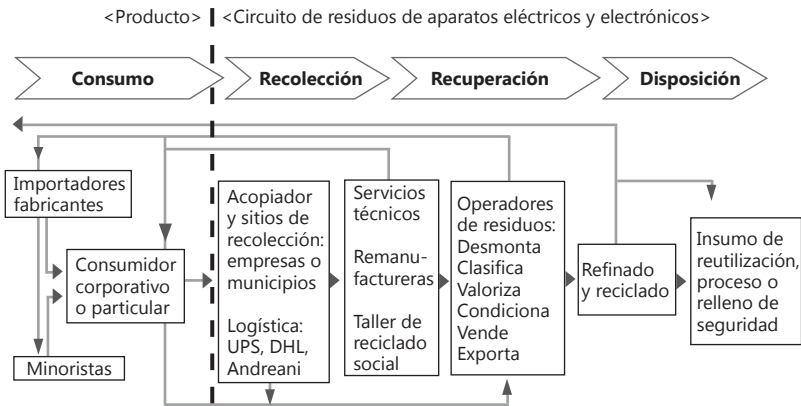 <Producto>
<Circuito de residuos de aparatos eléctricos y electrónicos>
Consumo
Recolección
Recuperación
Disposición
Importadores
fabricantes
Consumidor
corporativo
o particular
Minoristas
Acopiador
y sitios de
recolección:
empresas o
municipios
Logística:
UPS, DHL,
Andreani
Servicios
técnicos
Remanu-
factureras
Taller de
reciclado
social
Operadores
de residuos:
Desmonta
Clasifica
Valoriza
Condiciona
Vende
Exporta
Refinado
y reciclado
Insumo de
reutilización,
proceso o
relleno de
seguridad